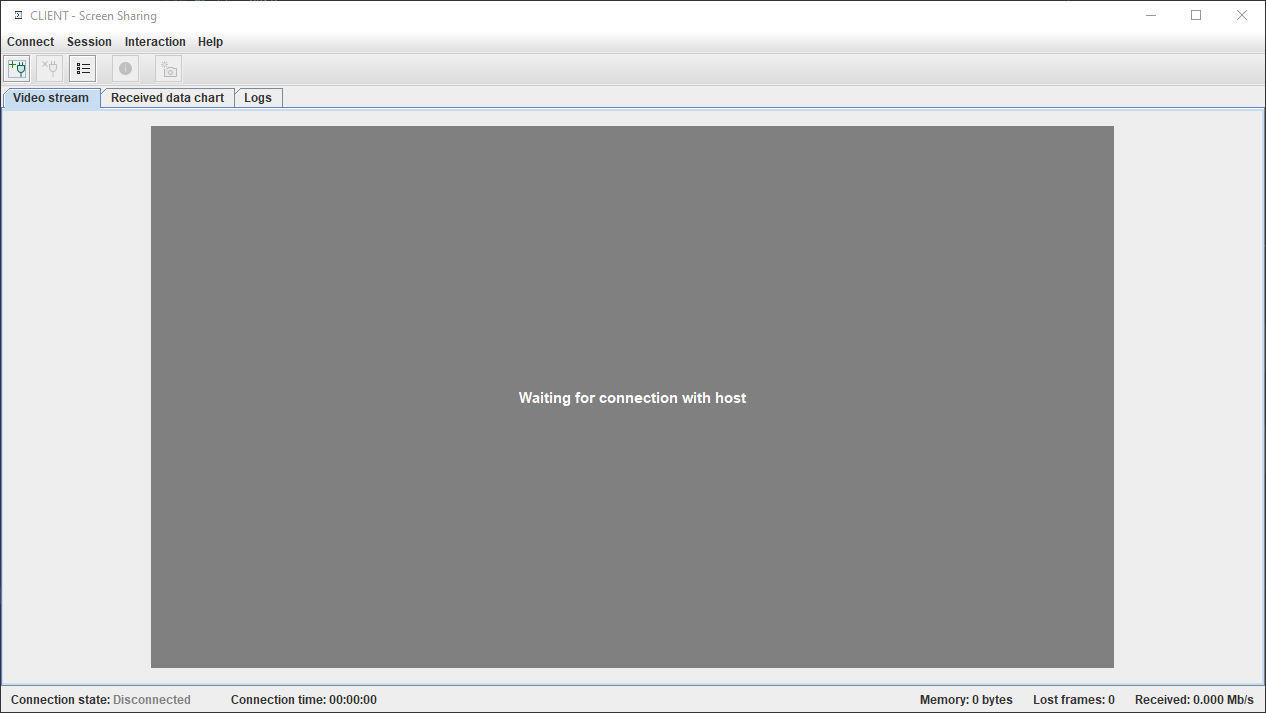 CLIENT - Screen Sharing
Connect Session Interaction Help
Video stream Received data chart Logs
Waiting for connection with host
Connection state: Disconnected Connection time: 00:00:00 Memory: 0 bytes Lost frames: 0 Received: 0.000 Mb/s